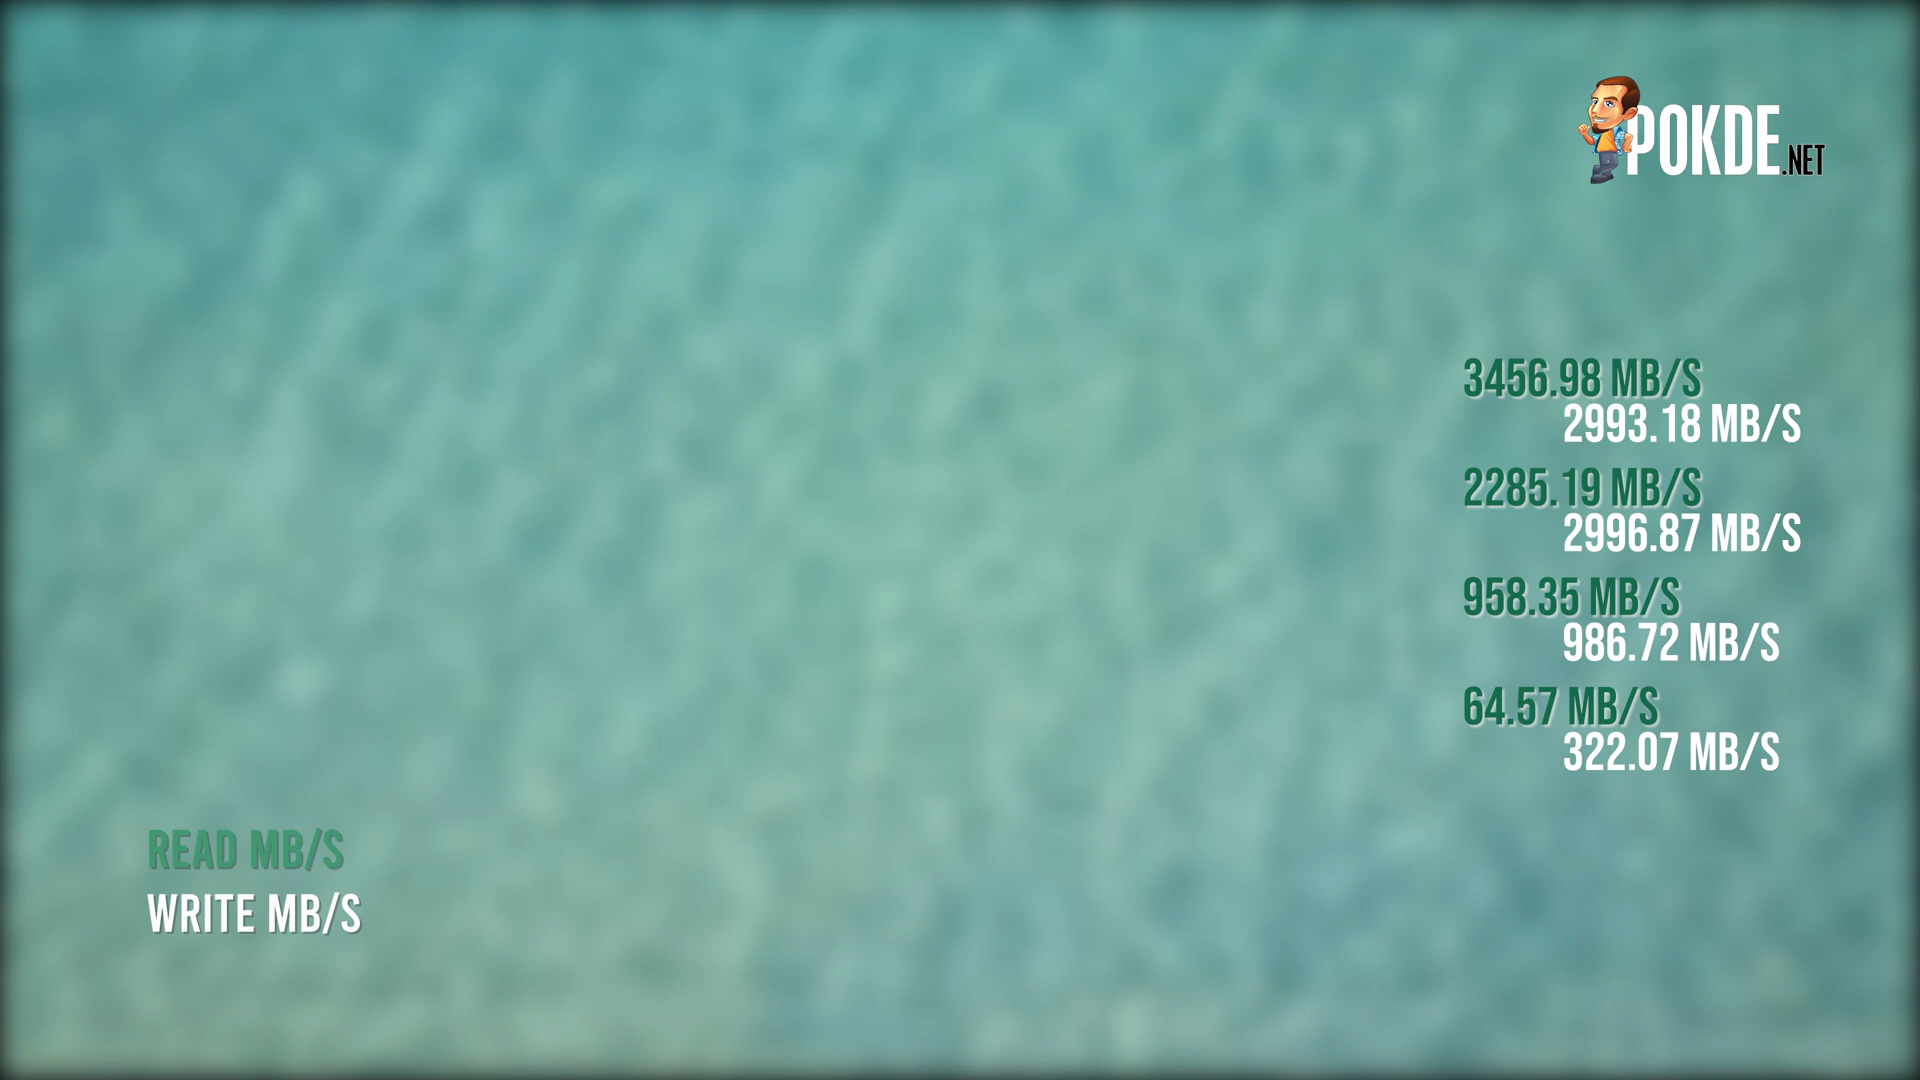 POKDE.NET
3456.98 MB/S
2993.18 MB/S
2285.19 MB/S
2996.87 MB/S
958.35 MB/S
986.72 MB/S
64.57 MB/S
322.07 MB/S
READ MB/S
WRITE MB/S